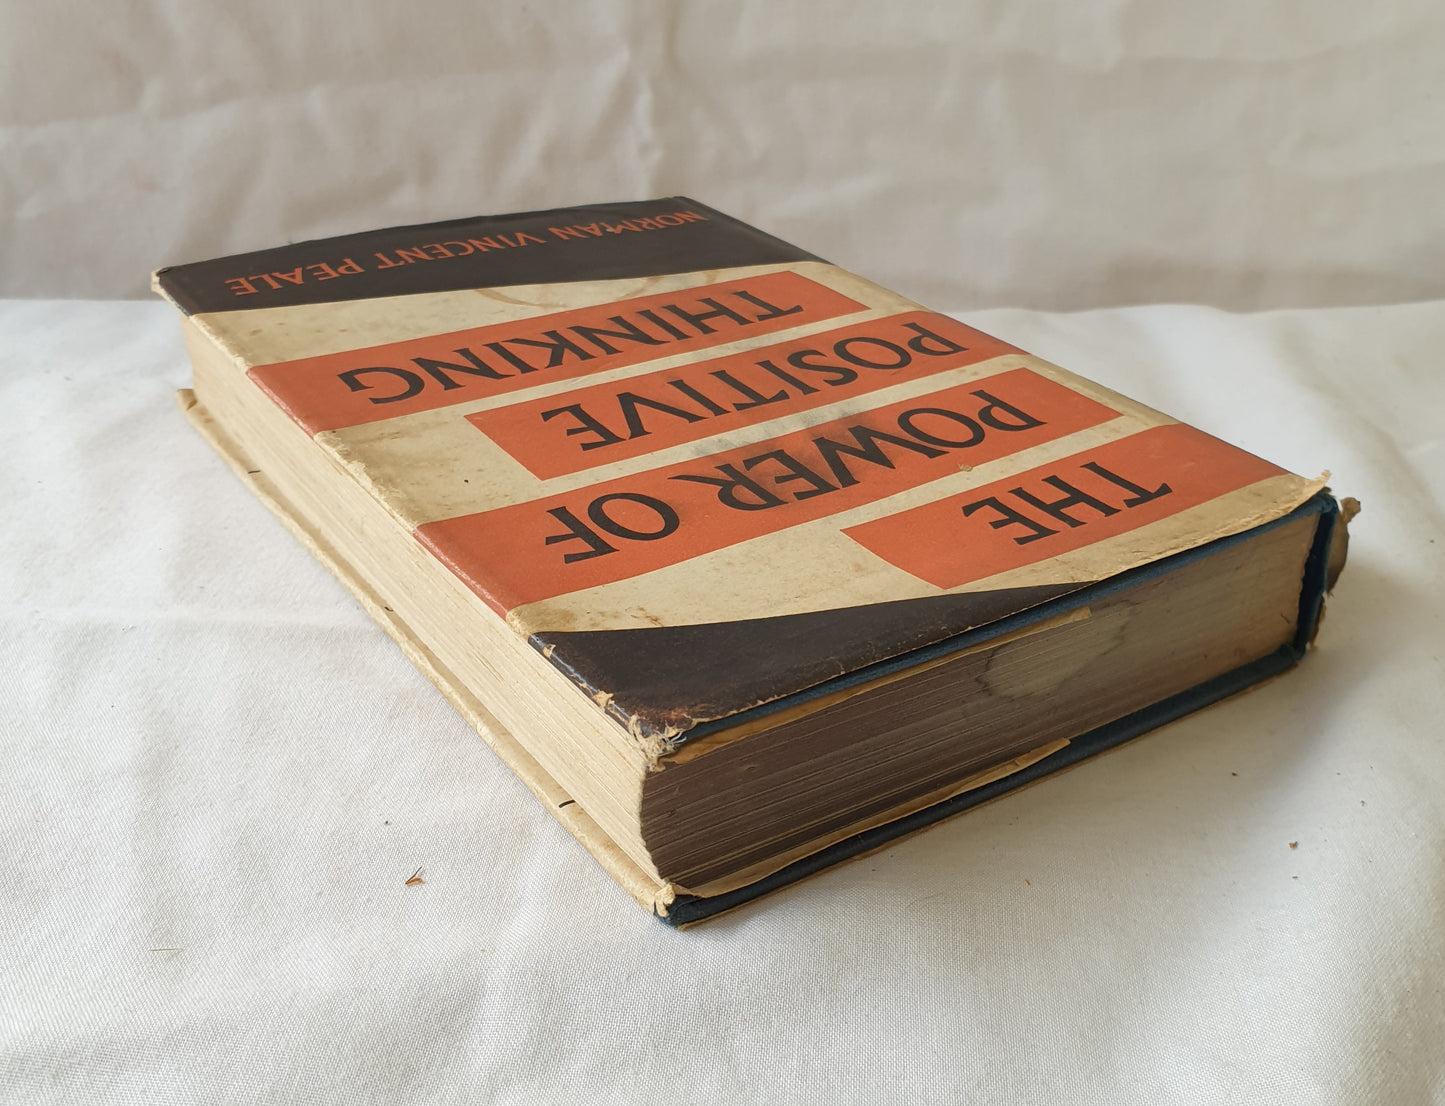 THE
POWER OF
POSITIVE
THINKING
NORMAN VINCENT PEALE